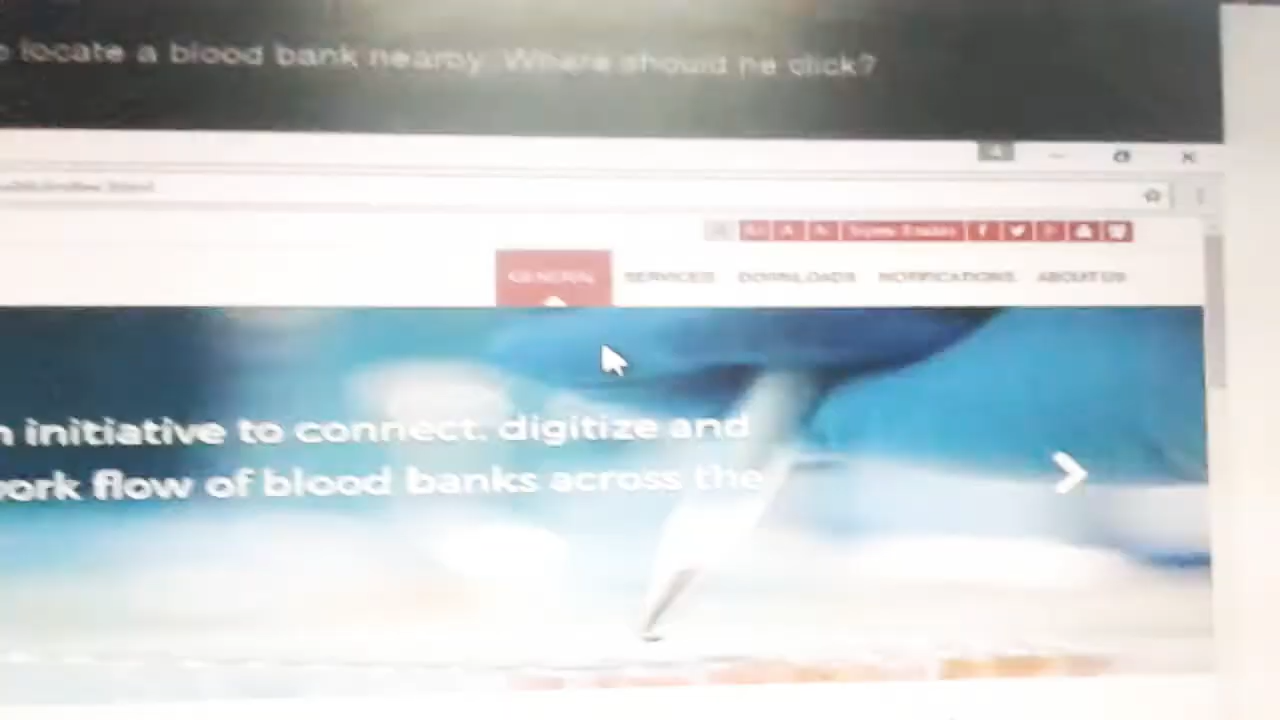 locate a blood bank nearby. Where should he click?
GENERAL SERVICES DOWNLOADS NOTIFICATIONS ABOUT US
initiative to connect, digitize and
work flow of blood banks across the